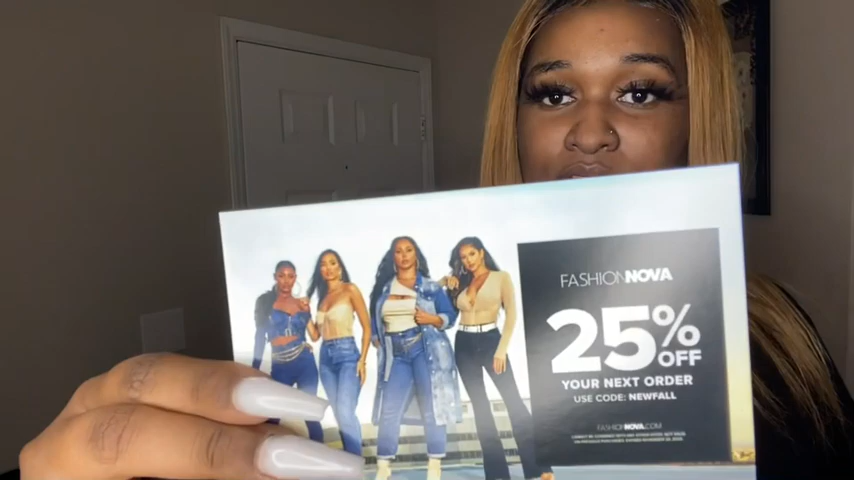 FASHIONNOVA
25%
OFF
YOUR NEXT ORDER
USE CODE: NEWFALL
FASHIONNOVA.COM